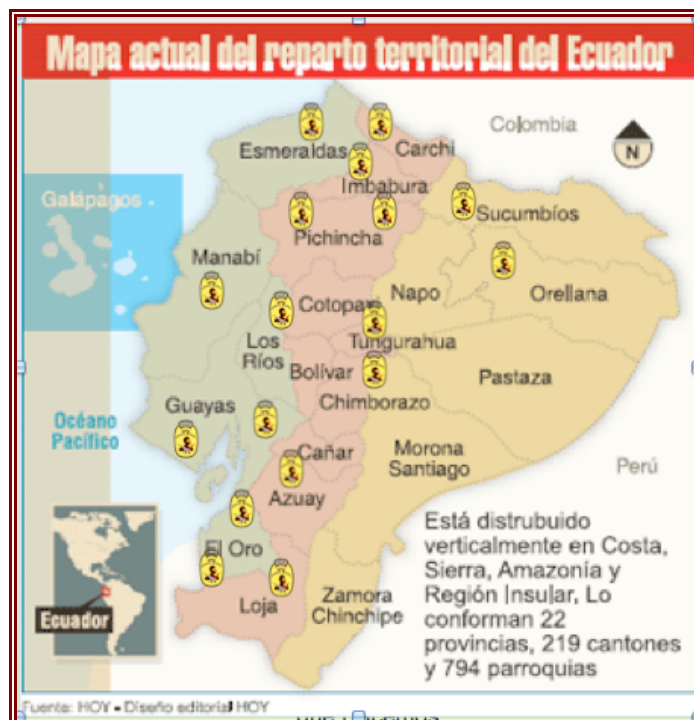 Mapa actual del reparto territorial del Ecuador
Colombia
Esmeraldas
Carchi
N
Imbabura
Galápagos
Sucumbíos
Pichincha
Manabí
Cotopaxi
Napo
Orellana
Los
Ríos
Tungurahua
Bolívar
Pastaza
Guayas
Chimborazo
Océano
Pacífico
Cañar
Morona
Santiago
Perú
Azuay
El Oro
Loja
Zamora
Chinchipe
Ecuador
Está distrubuido
verticalmente en Costa,
Sierra, Amazonía y
Región Insular, Lo
conforman 22
provincias, 219 cantones
y 794 parroquias
Fuente: HOY - Diseño editorial HOY